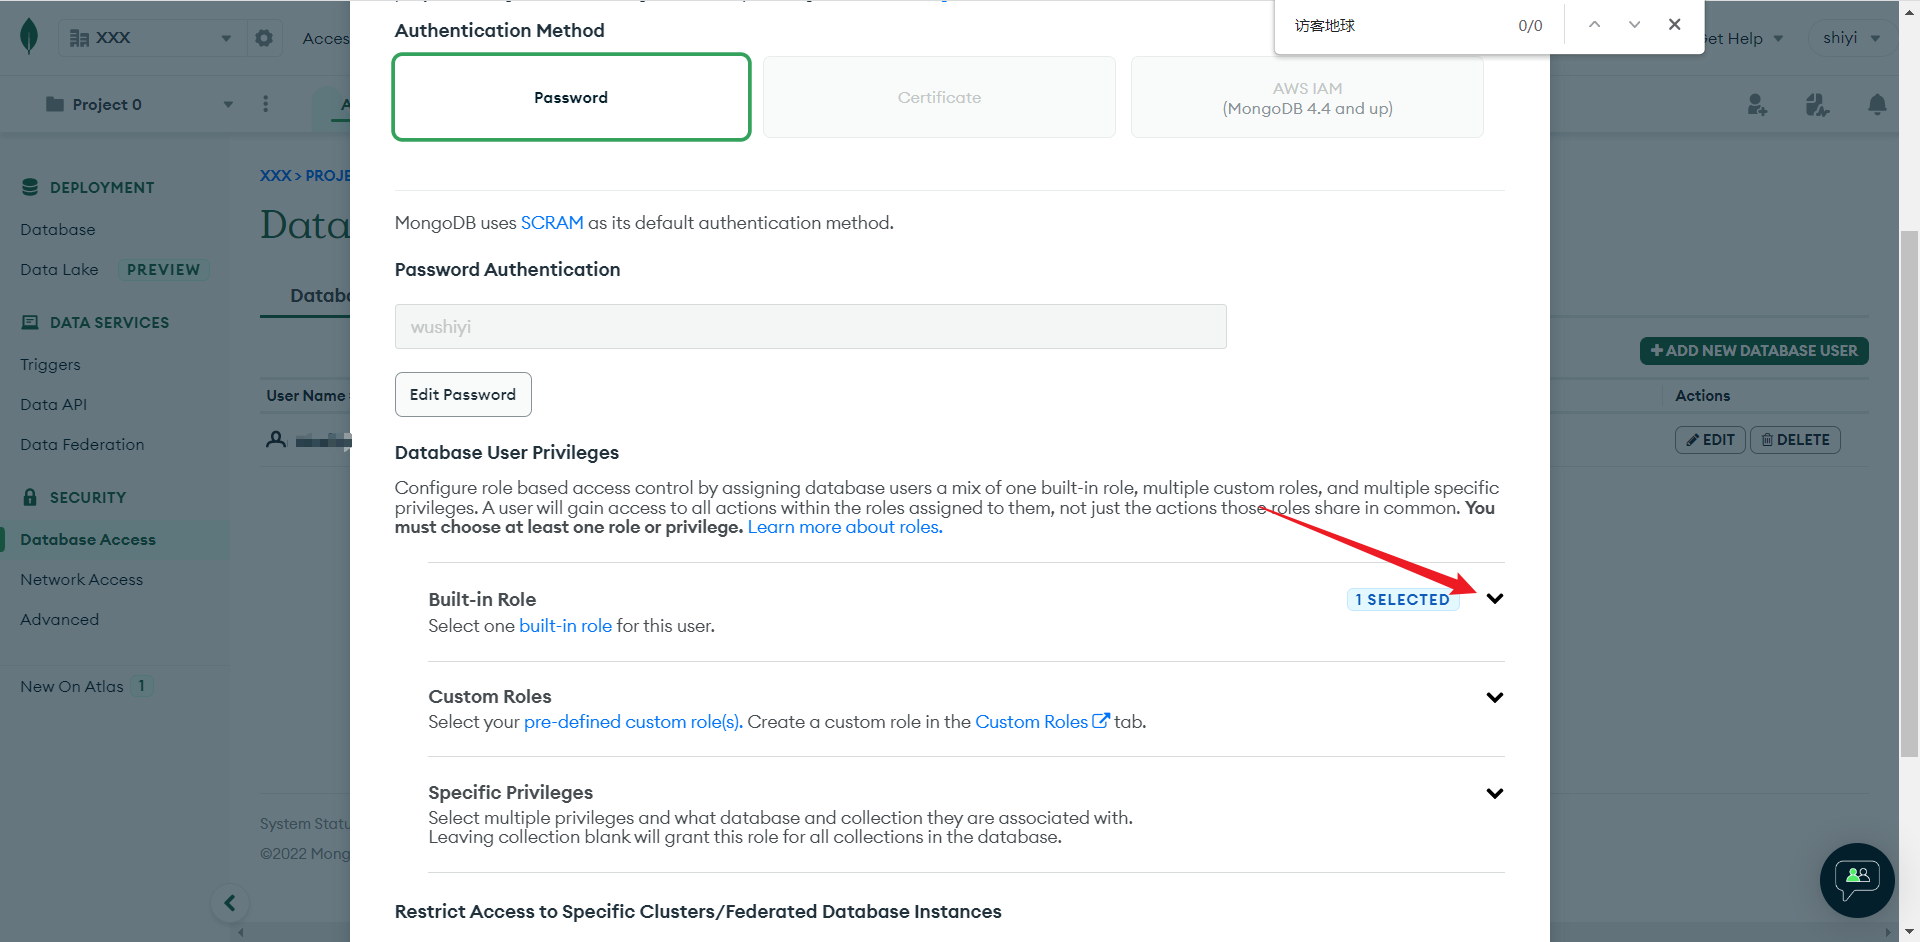 访客地球 0/0
XXX
Acces
Get Help
shiyi
Project 0
A
DEPLOYMENT
Database
Data Lake PREVIEW
DATA SERVICES
Triggers
Data API
Data Federation
SECURITY
Database Access
Network Access
Advanced
New On Atlas 1
XXX > PROJE
Data
Databa
User Name
System Statu
©2022 Mong
Authentication Method
Password
Certificate
AWS IAM
(MongoDB 4.4 and up)
MongoDB uses SCRAM as its default authentication method.
Password Authentication
wushiyi
Edit Password
Database User Privileges
Configure role based access control by assigning database users a mix of one built-in role, multiple custom roles, and multiple specific
privileges. A user will gain access to all actions within the roles assigned to them, not just the actions those roles share in common. You
must choose at least one role or privilege. Learn more about roles.
Built-in Role
1 SELECTED
Select one built-in role for this user.
Custom Roles
Select your pre-defined custom role(s). Create a custom role in the Custom Roles tab.
Specific Privileges
Select multiple privileges and what database and collection they are associated with.
Leaving collection blank will grant this role for all collections in the database.
Restrict Access to Specific Clusters/Federated Database Instances
ADD NEW DATABASE USER
Actions
EDIT
DELETE